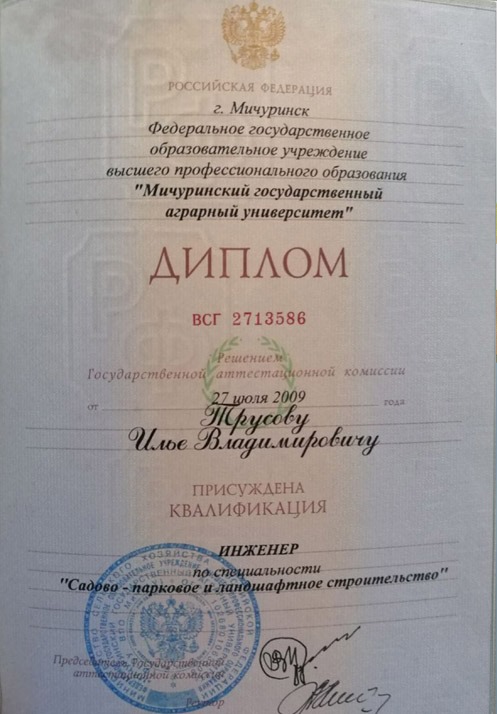 РОССИЙСКАЯ ФЕДЕРАЦИЯ
г. Мичуринск
Федеральное государственное
образовательное учреждение
высшего профессионального образования
"Мичуринский государственный
аграрный университет"
ДИПЛОМ
ВСГ 2713586
Решением
Государственной аттестационной комиссии
от 27 июля 2009 года
Трусову
Илье Владимировичу
ПРИСУЖДЕНА
КВАЛИФИКАЦИЯ
ИНЖЕНЕР
по специальности
"Садово - парковое и ландшафтное строительство"
Председатель Государственной
аттестационной комиссии
Ректор